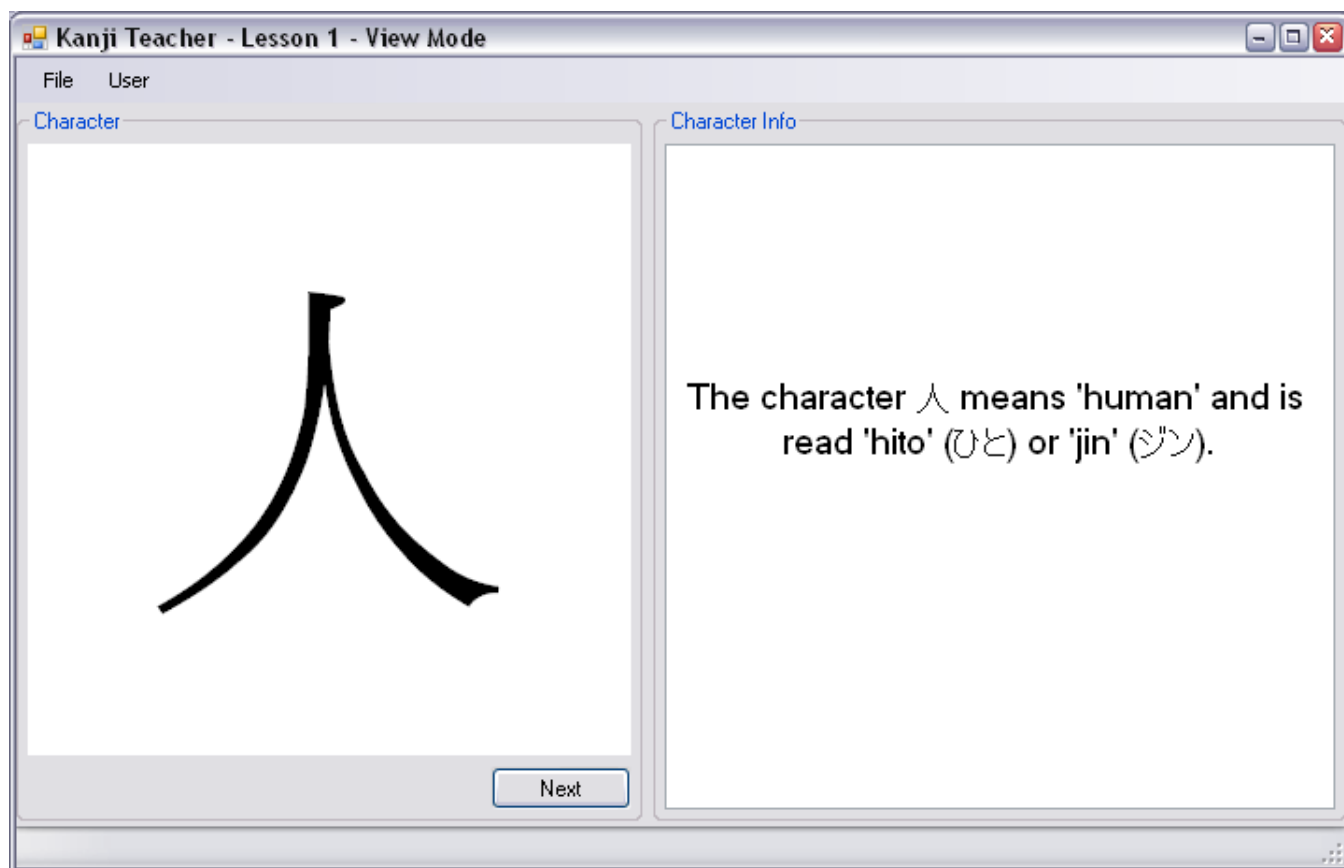 Kanji Teacher - Lesson 1 - View Mode
File User
Character
人
Next
Character Info
The character 人 means 'human' and is
read 'hito' (ひと) or 'jin' (ジン).